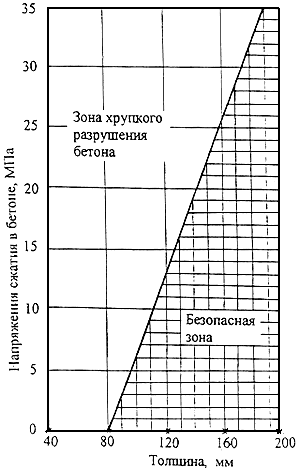 Напряжения сжатия в бетоне, МПа
35
30
25
20
15
10
5
0
Зона хрупкого
разрушения
бетона
Безопасная
зона
40 80 120 160 200
Толщина, мм